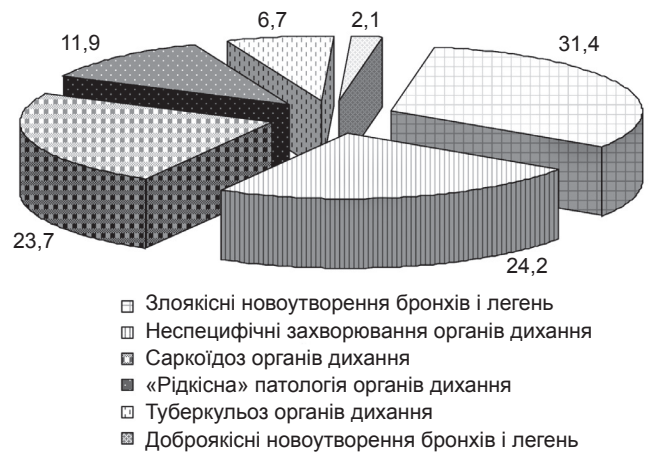 6,7
2,1
11,9
31,4
23,7
24,2
Злоякісні новоутворення бронхів і легень
Неспецифічні захворювання органів дихання
Саркоїдоз органів дихання
«Рідкісна» патологія органів дихання
Туберкульоз органів дихання
Доброякісні новоутворення бронхів і легень